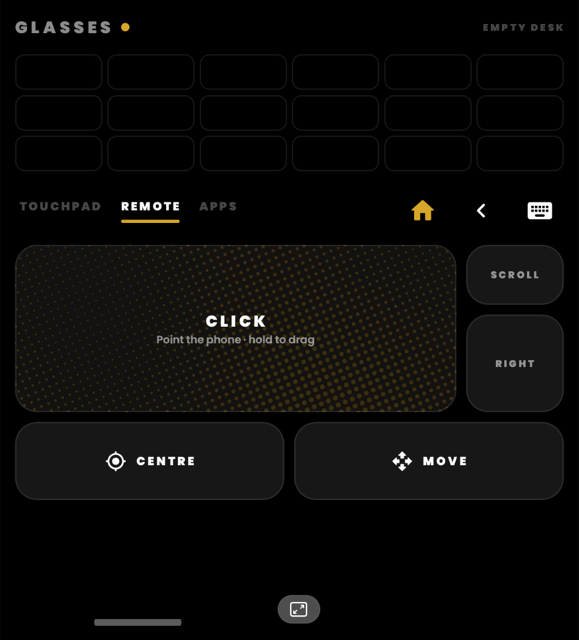 GLASSES
EMPTY DESK
TOUCHPAD REMOTE APPS
CLICK
Point the phone · hold to drag
SCROLL
RIGHT
CENTRE
MOVE